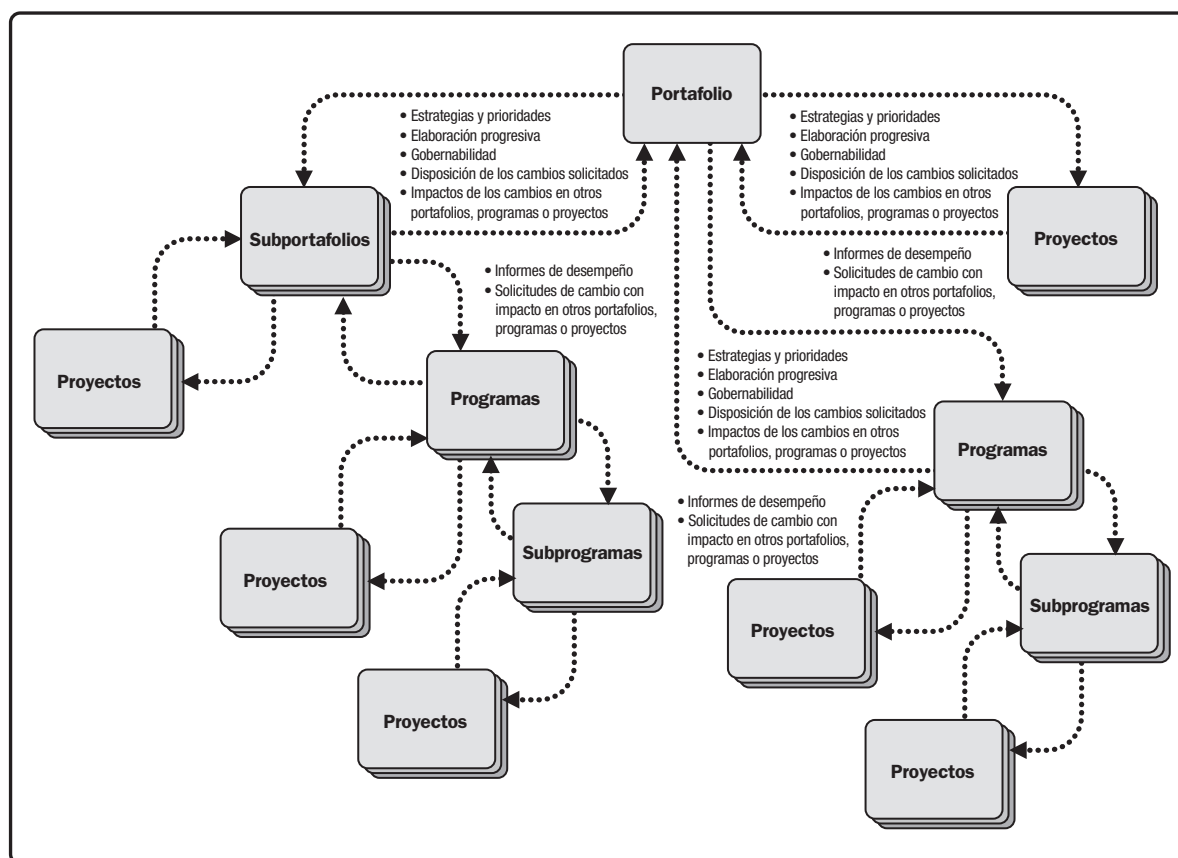 Portafolio
• Estrategias y prioridades
• Elaboración progresiva
• Gobernabilidad
• Disposición de los cambios solicitados
• Impactos de los cambios en otros
portafolios, programas o proyectos
• Estrategias y prioridades
• Elaboración progresiva
• Gobernabilidad
• Disposición de los cambios solicitados
• Impactos de los cambios en otros
portafolios, programas o proyectos
Subportafolios
Proyectos
• Informes de desempeño
• Solicitudes de cambio con
impacto en otros portafolios,
programas o proyectos
• Informes de desempeño
• Solicitudes de cambio con
impacto en otros portafolios,
programas o proyectos
Proyectos
Programas
• Estrategias y prioridades
• Elaboración progresiva
• Gobernabilidad
• Disposición de los cambios solicitados
• Impactos de los cambios en otros
portafolios, programas o proyectos
Programas
• Informes de desempeño
• Solicitudes de cambio con
impacto en otros portafolios,
programas o proyectos
Proyectos
Subprogramas
Proyectos
Subprogramas
Proyectos
Proyectos